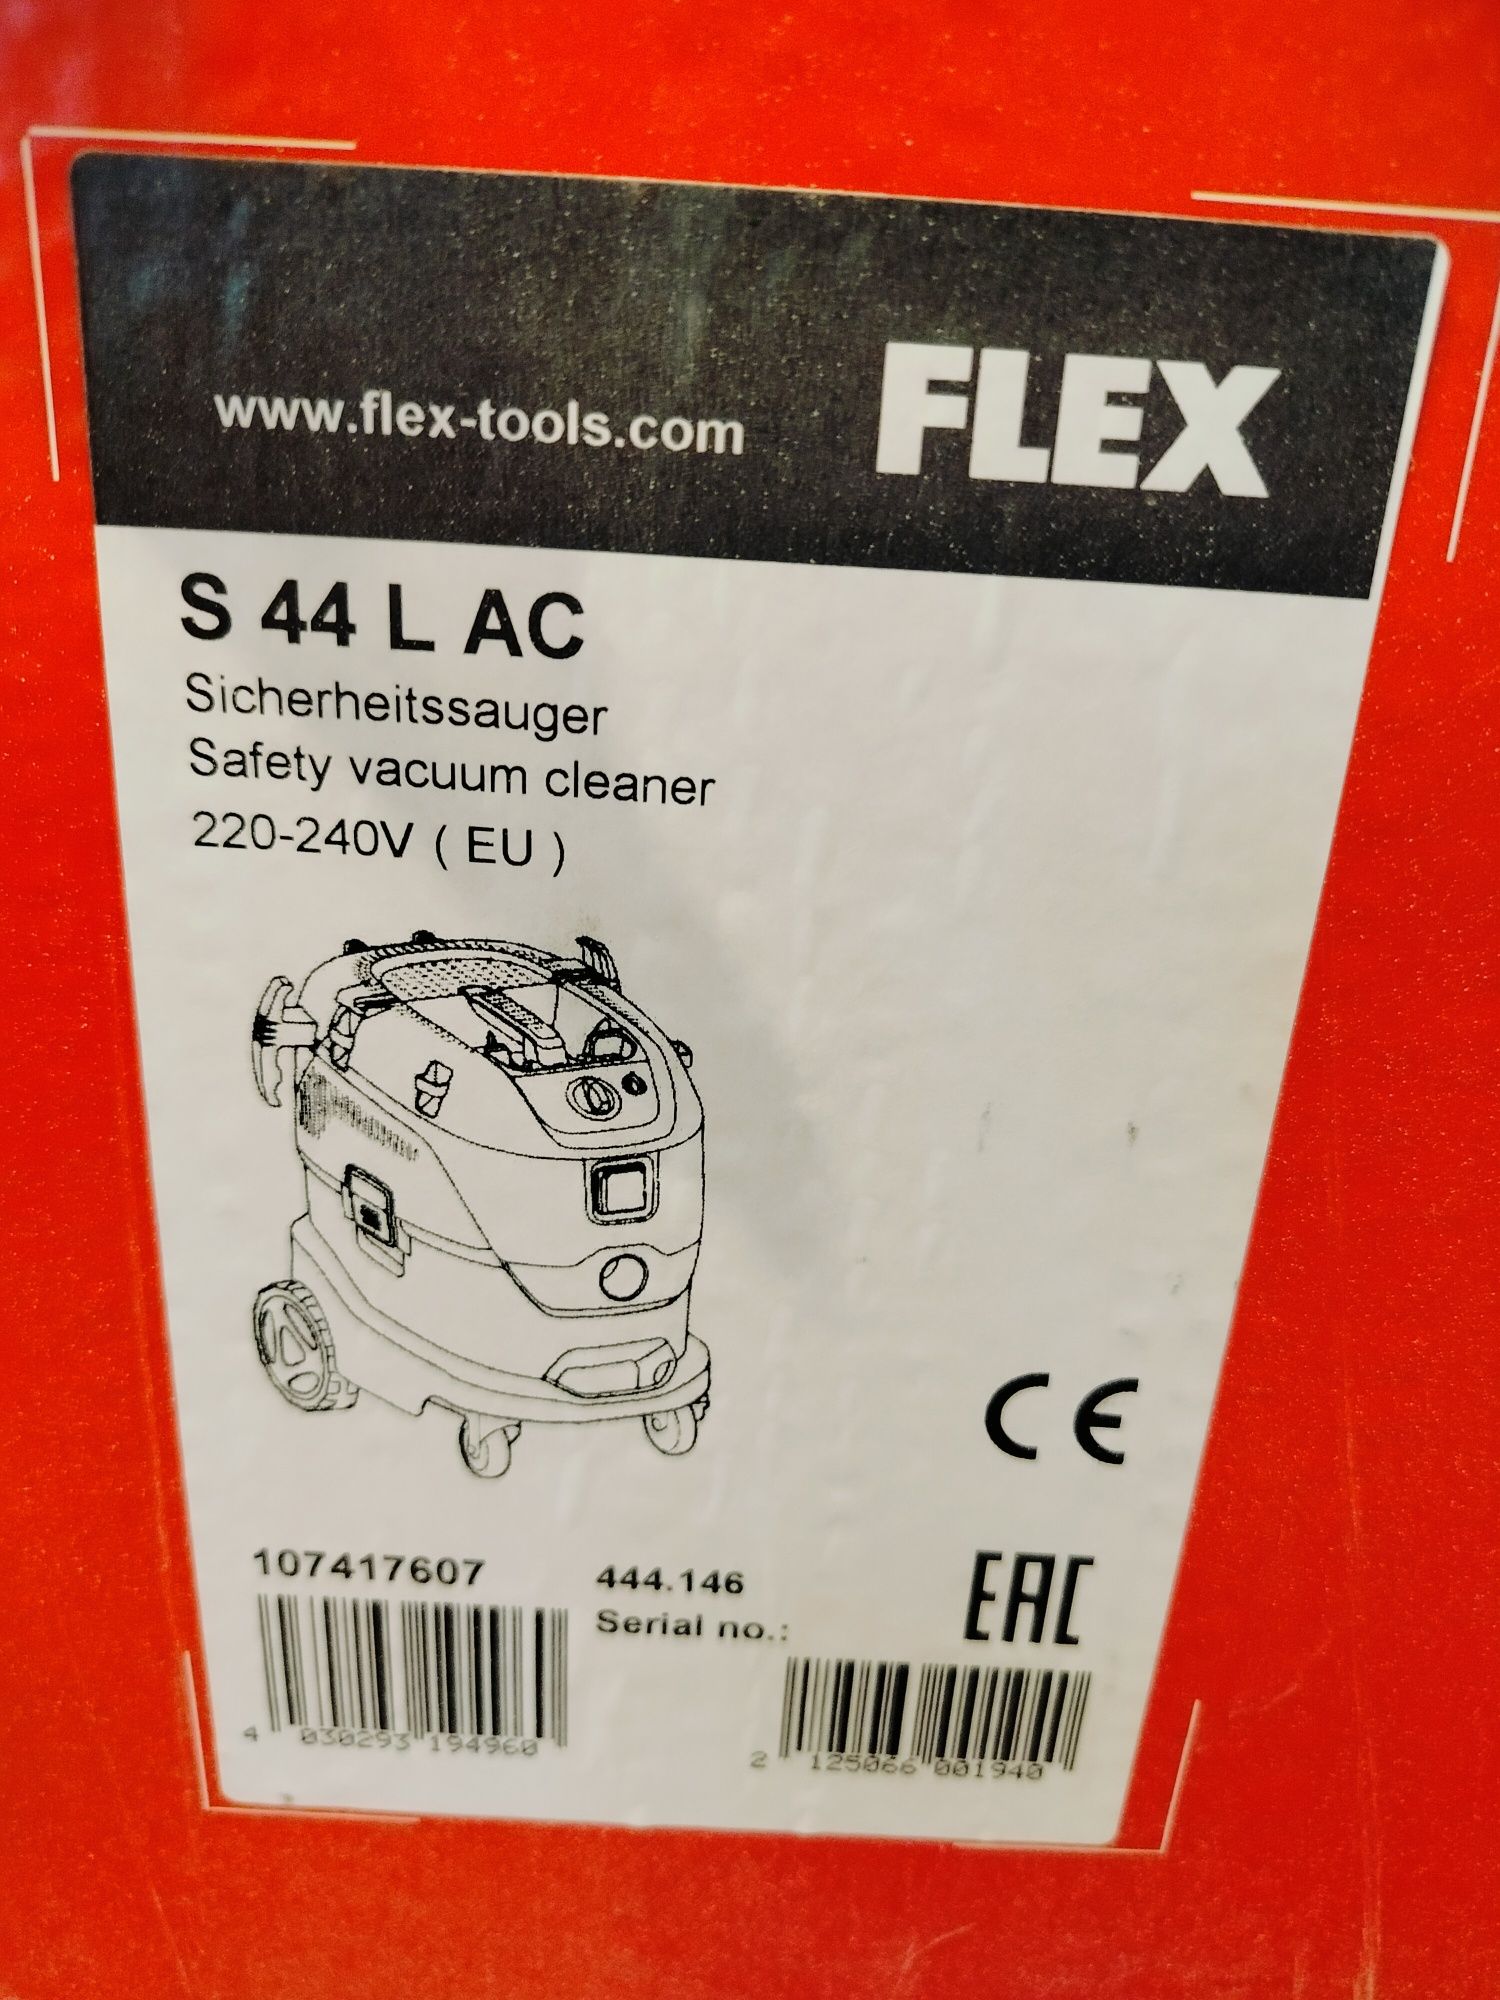 www.flex-tools.com
FLEX
S 44 L AC
Sicherheitssauger
Safety vacuum cleaner
220-240V ( EU )
CE
107417607
444.146
Serial no.:
EAC
4 030293 194960
2 125066 001940